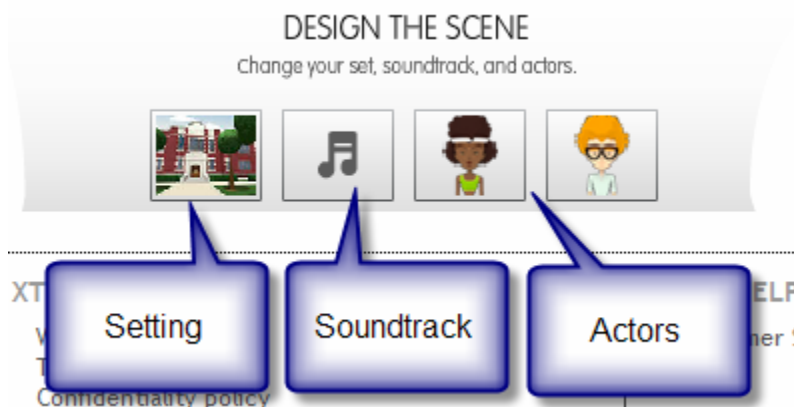 DESIGN THE SCENE
Change your set, soundtrack, and actors.
Setting
Soundtrack
Actors
Confidentiality policy